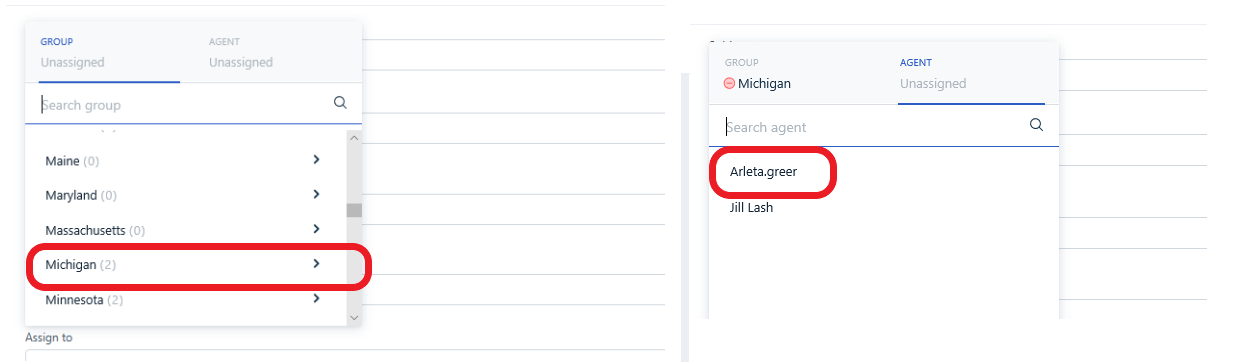 GROUP AGENT
Unassigned Unassigned
Search group
Maine (0)
Maryland (0)
Massachusetts (0)
Michigan (2)
Minnesota (2)
Assign to
GROUP AGENT
Michigan Unassigned
Search agent
Arleta.greer
Jill Lash